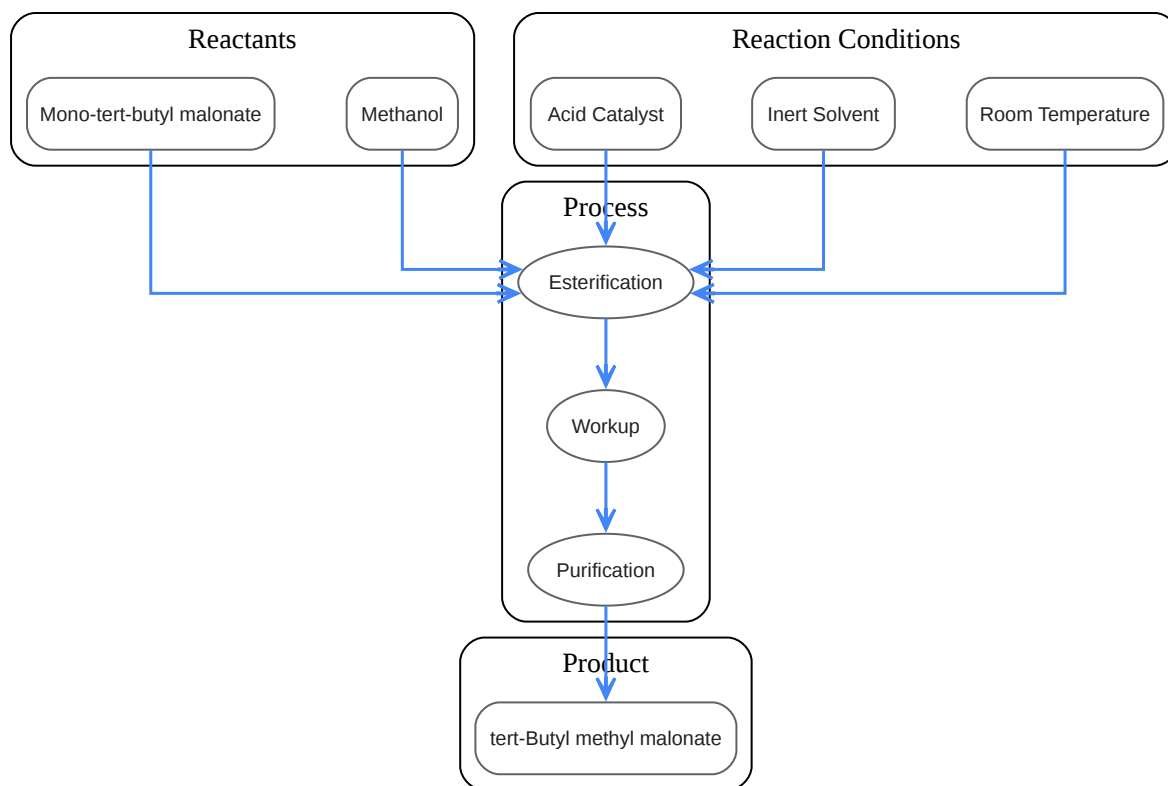 Reactants
Reaction Conditions
Mono-tert-butyl malonate
Methanol
Acid Catalyst
Inert Solvent
Room Temperature
Process
Esterification
Workup
Purification
Product
tert-Butyl methyl malonate